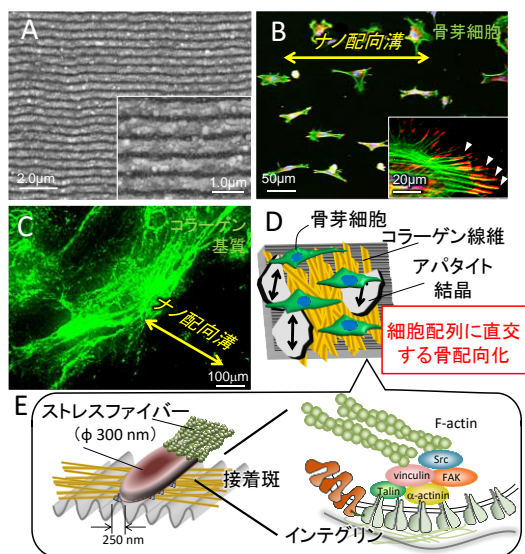 A
2.0µm
1.0µm
B
ナノ配向溝
骨芽細胞
50µm
20µm
C
コラーゲン
基質
ナノ配向溝
100µm
D
骨芽細胞
コラーゲン線維
アパタイト
結晶
細胞配列に直交
する骨配向化
E
ストレスファイバー
(φ 300 nm)
接着斑
250 nm
インテグリン
F-actin
Src
vinculin
FAK
Talin
α-actinin